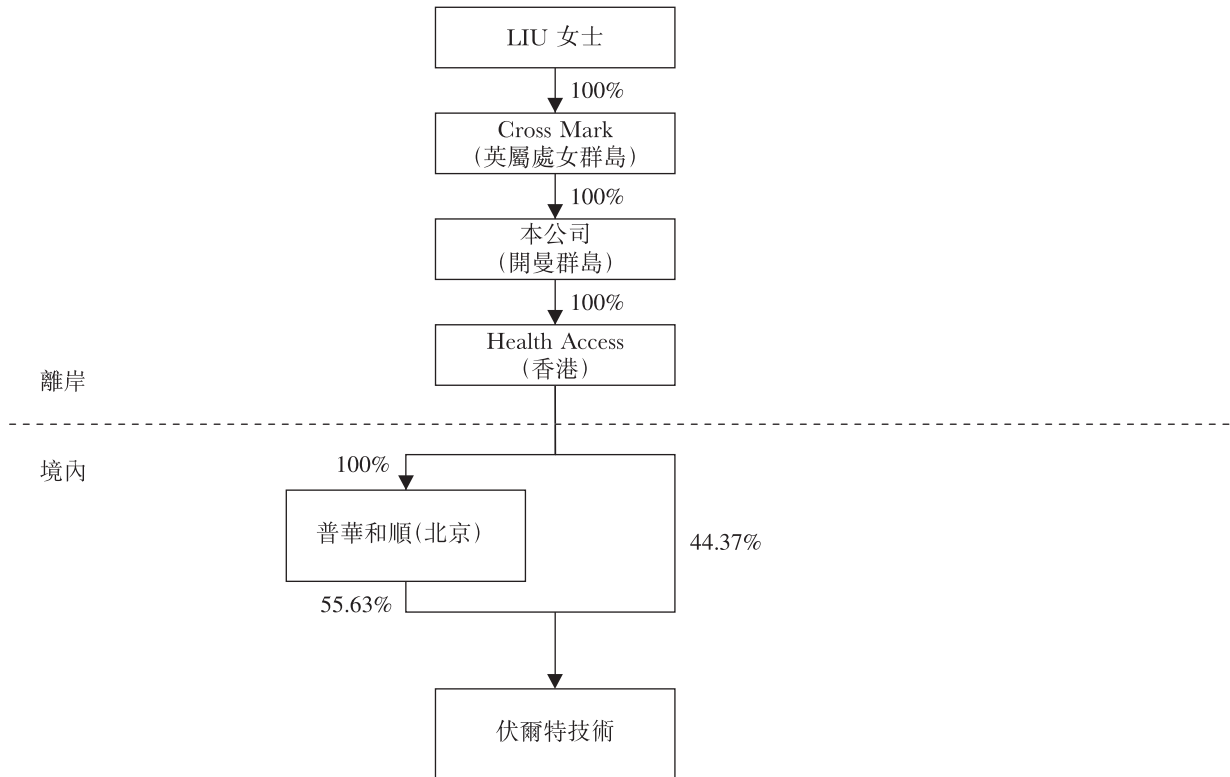 LIU 女士
100%
Cross Mark
(英屬處女群島)
100%
本公司
(開曼群島)
100%
Health Access
(香港)
離岸
境內
100%
普華和順(北京)
44.37%
55.63%
伏爾特技術